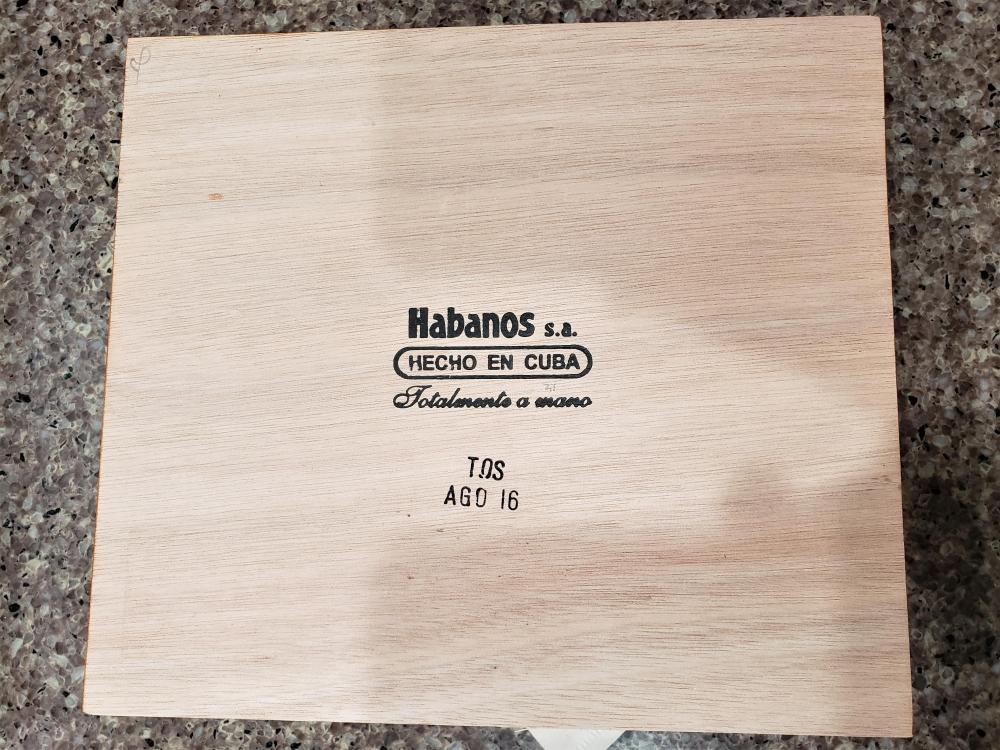 Habanos s.a.
HECHO EN CUBA
Totalmente a mano
TOS
AGO 16